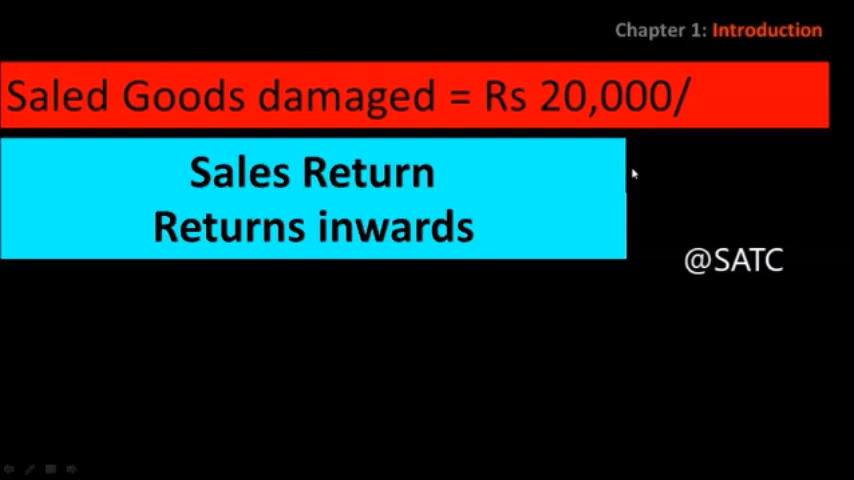 Chapter 1: Introduction
Saled Goods damaged = Rs 20,000/
Sales Return
Returns inwards
@SATC